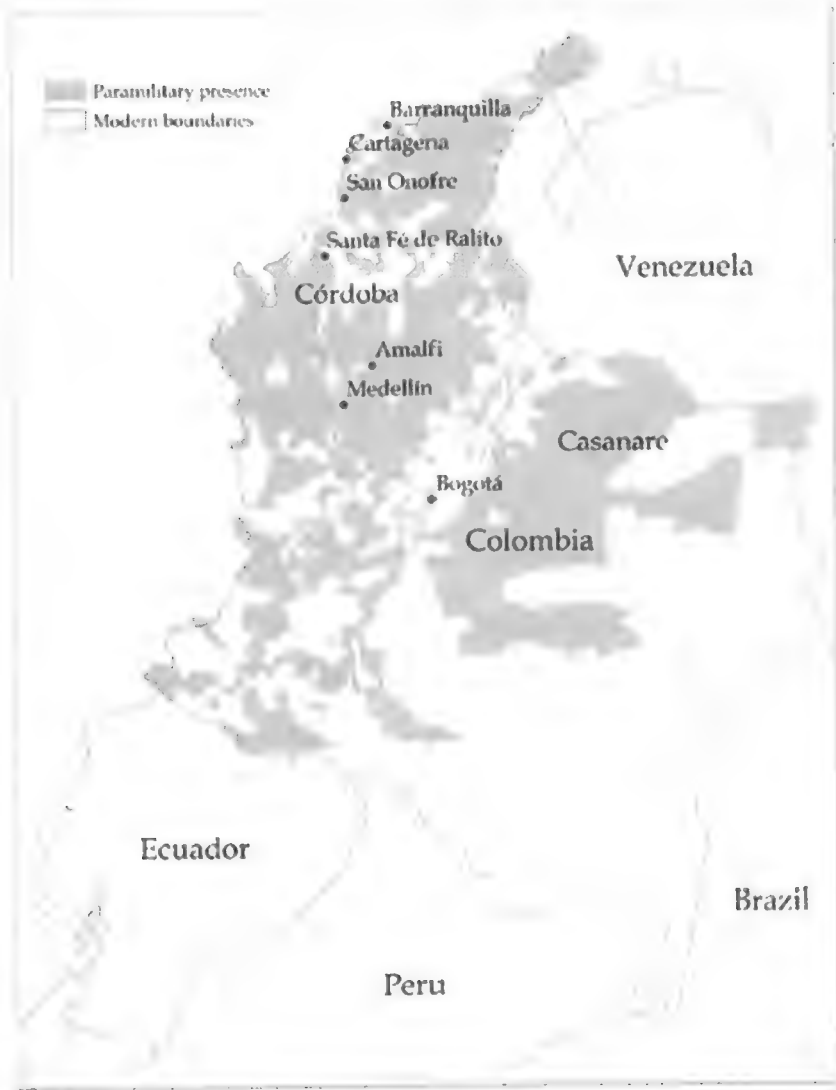 Paramilitary presence
Modern boundaries
Barranquilla
Cartagena
San Onofre
Santa Fé de Ralito
Venezuela
Córdoba
Amalfi
Medellín
Casanare
Bogotá
Colombia
Ecuador
Brazil
Peru